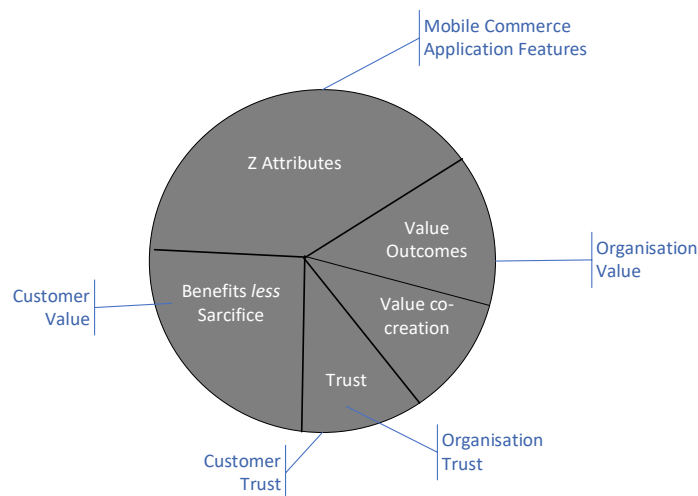 Mobile Commerce
Application Features
Z Attributes
Value
Outcomes
Organisation
Value
Customer
Value
Benefits less
Sarcifice
Value co-
creation
Trust
Organisation
Trust
Customer
Trust